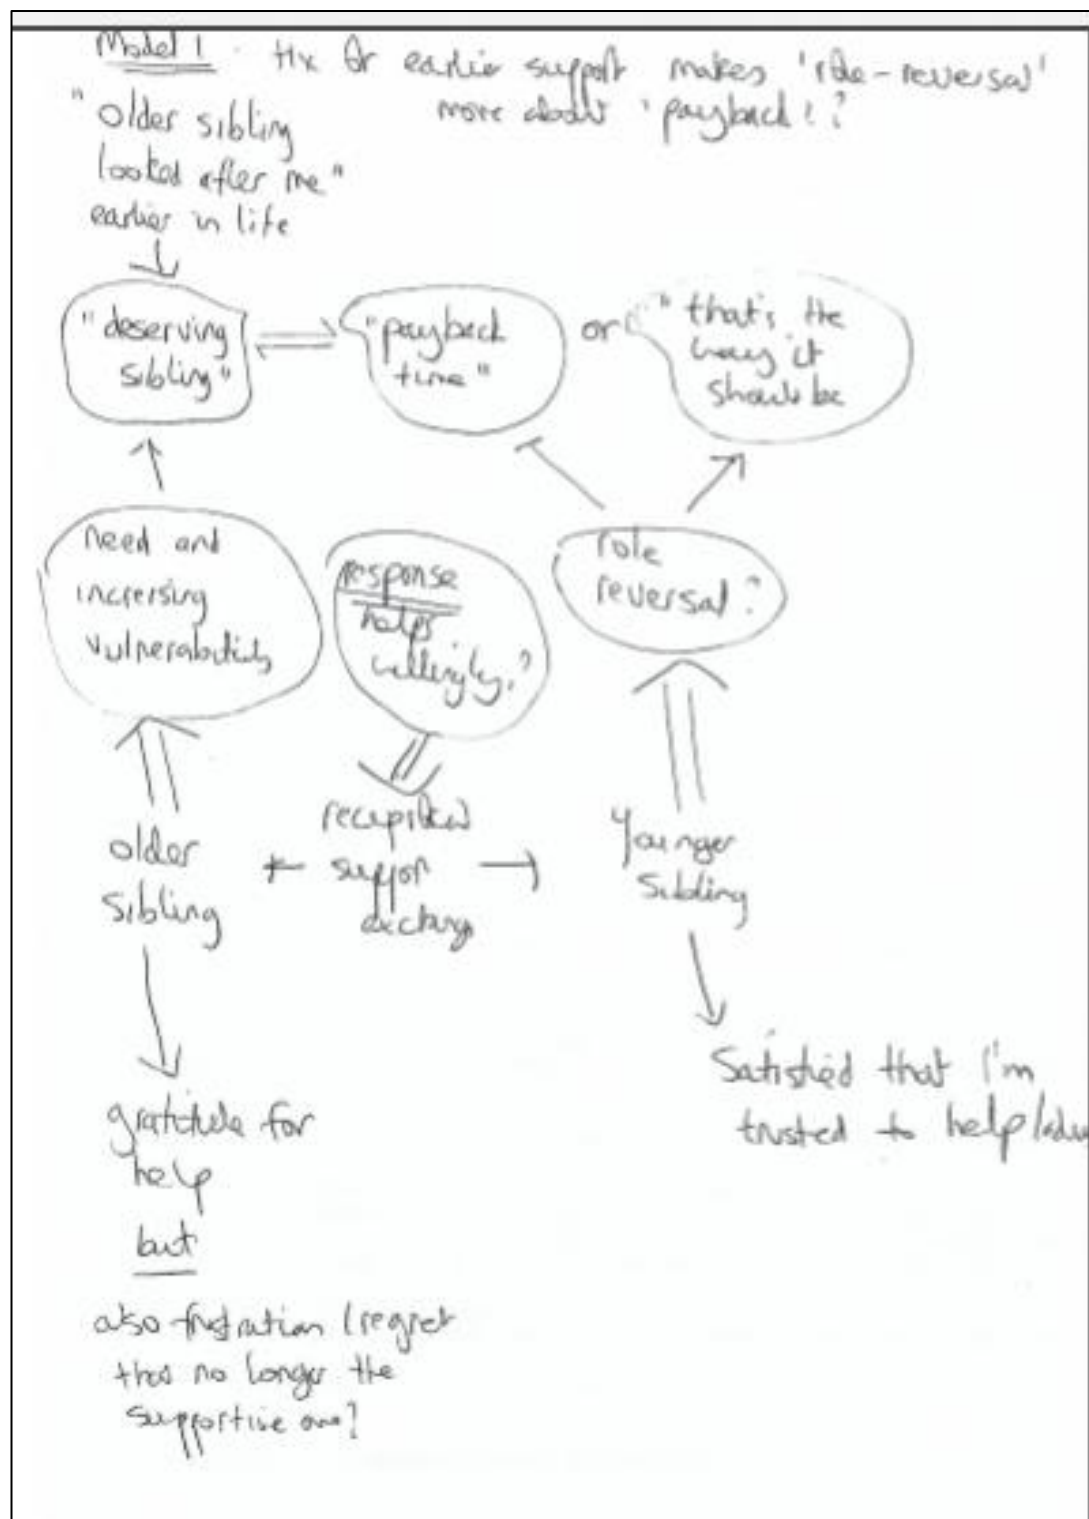 Model 1. Hx of earlier support makes 'role-reversal'
more about 'payback'?
"older sibling
looked after me"
earlier in life
"deserving
sibling"
"payback
time"
or
"that's the
way it
should be
need and
incresing
vulnerability
response
helps
willingly?
role
reversal?
older
sibling
support
exchange
Younger
Sibling
gratitude for
help
but
also frustration / regret
that no longer the
supportive one?
Satisfied that I'm
trusted to help/